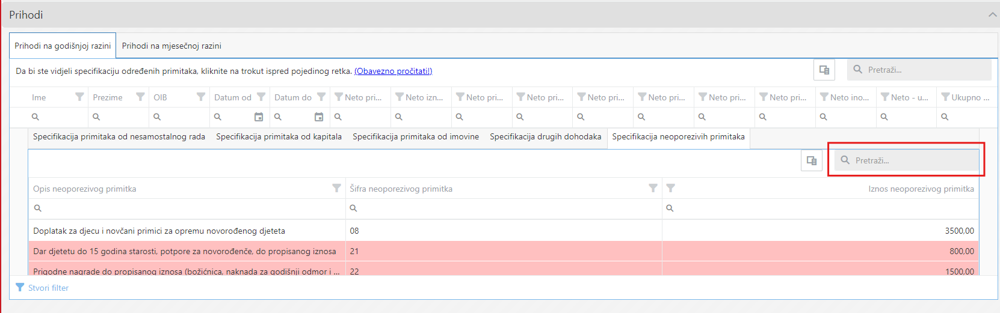 Prihodi
Prihodi na godišnjoj razini Prihodi na mjesečnoj razini
Da bi ste vidjeli specifikaciju određenih primitaka, kliknite na trokut ispred pojedinog retka. (Obavezno pročitati!) Pretraži...
Ime Prezime OIB Datum od Datum do Neto pri... Neto izn... Neto pri... Neto pri... Neto pri... Neto pri... Neto pri... Neto pri... Neto ino... Neto - u... Ukupno ...
Specifikacija primitaka od nesamostalnog rada Specifikacija primitaka od kapitala Specifikacija primitaka od imovine Specifikacija drugih dohodaka Specifikacija neoporezivih primitaka
Pretraži...
Opis neoporezivog primitka Šifra neoporezivog primitka Iznos neoporezivog primitka
Doplatak za djecu i novčani primici za opremu novorođenog djeteta 08 3500,00
Dar djetetu do 15 godina starosti, potpore za novorođenče, do propisanog iznosa 21 800,00
Prigodne nagrade do propisanog iznosa (božićnica, naknada za godišnji odmor i ... 22 1500,00
Stvori filter